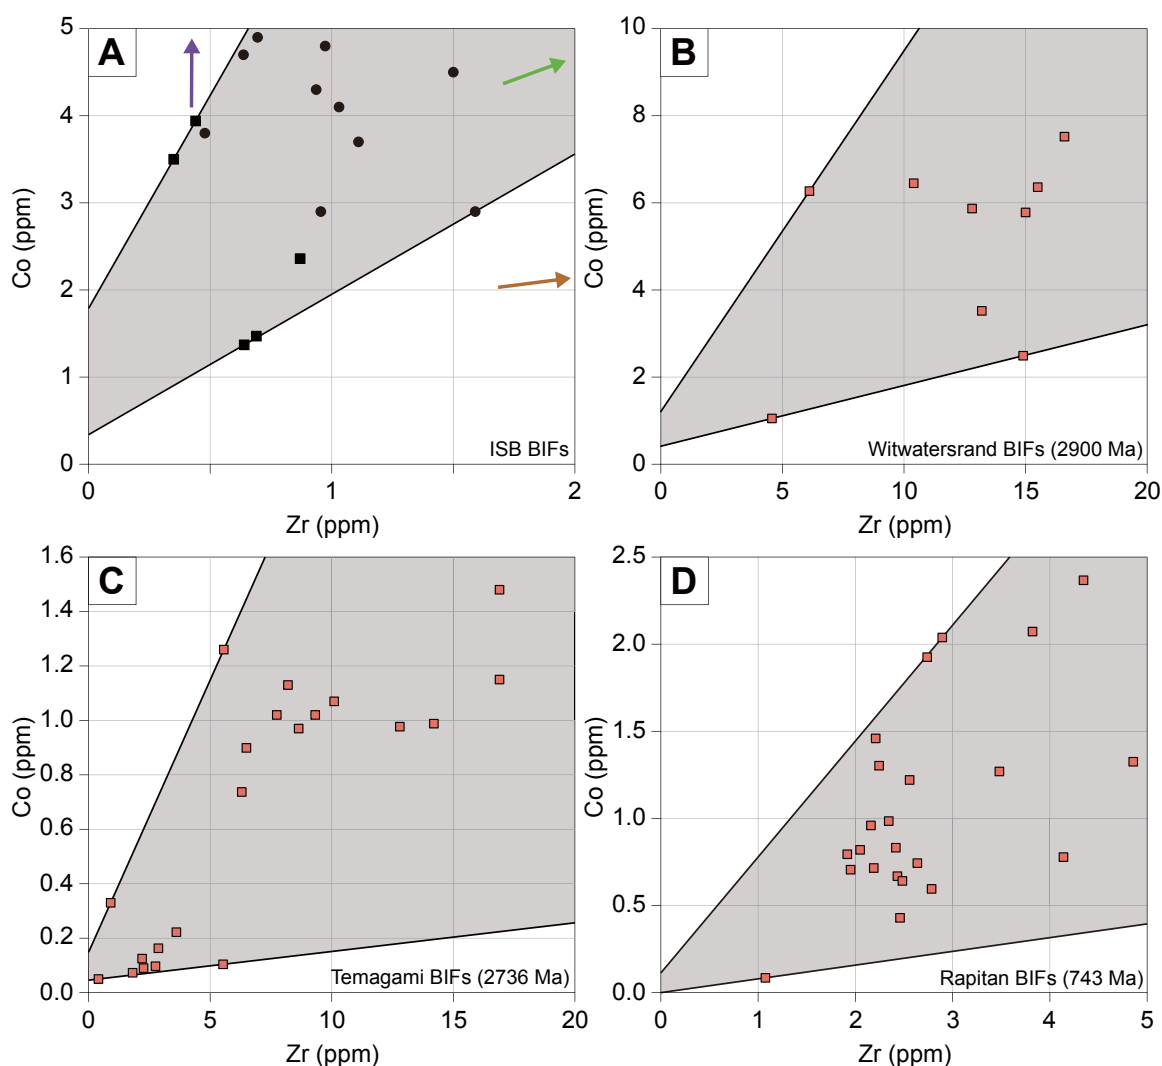 A
5
4
3
2
1
0
Co (ppm)
0
1
2
Zr (ppm)
ISB BIFs
B
10
8
6
4
2
0
Co (ppm)
0
5
10
15
20
Zr (ppm)
Witwatersrand BIFs (2900 Ma)
C
1.6
1.4
1.2
1.0
0.8
0.6
0.4
0.2
0.0
Co (ppm)
0
5
10
15
20
Zr (ppm)
Temagami BIFs (2736 Ma)
D
2.5
2.0
1.5
1.0
0.5
0.0
Co (ppm)
0
1
2
3
4
5
Zr (ppm)
Rapitan BIFs (743 Ma)